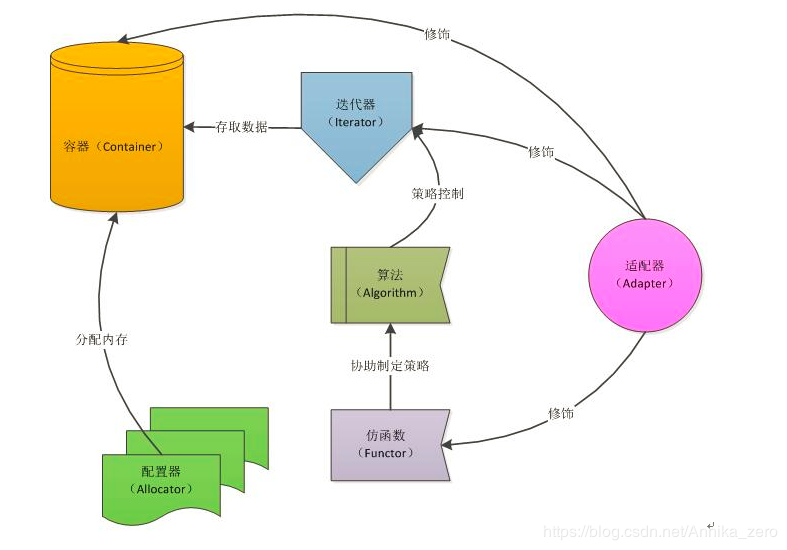 修饰
迭代器
（Iterator）
容器（Container）
存取数据
修饰
策略控制
适配器
（Adapter）
算法
（Algorithm）
分配内存
协助制定策略
修饰
仿函数
（Functor）
配置器
（Allocator）
https://blog.csdn.net/Annika_zero